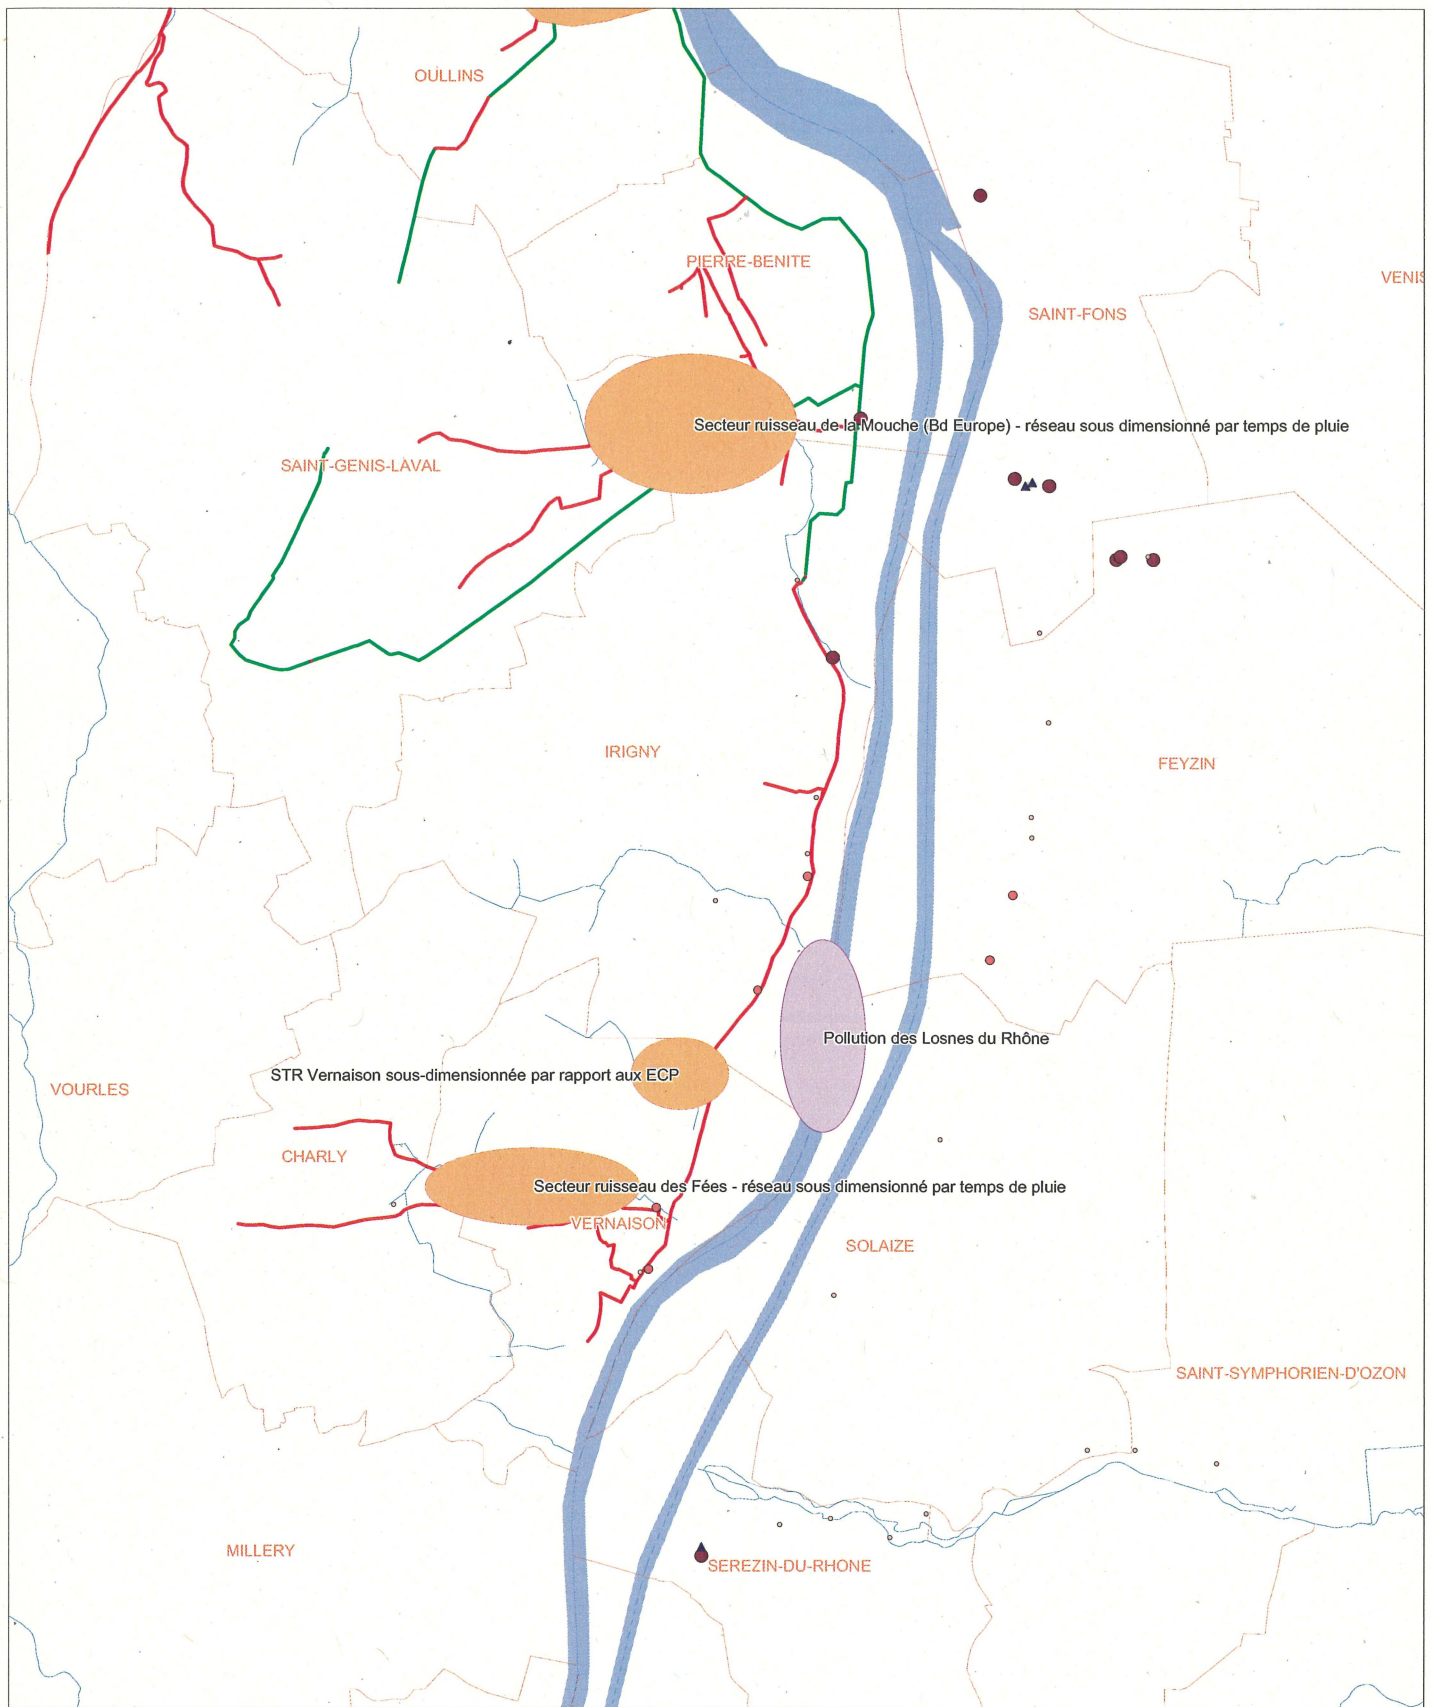 OULLINS
PIERRE-BENITE
VENIS
SAINT-FONS
Secteur ruisseau de la Mouche (Bd Europe) - réseau sous dimensionné par temps de pluie
SAINT-GENIS-LAVAL
IRIGNY
FEYZIN
Pollution des Losnes du Rhône
STR Vernaison sous-dimensionnée par rapport aux ECP
VOURLES
CHARLY
Secteur ruisseau des Fées - réseau sous dimensionné par temps de pluie
VERNAISON
SOLAIZE
SAINT-SYMPHORIEN-D'OZON
MILLERY
SEREZIN-DU-RHONE